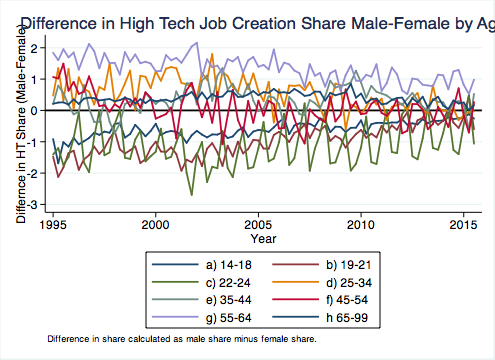 Difference in High Tech Job Creation Share Male-Female by Ag
Differnce in HT Share (Male-Female)
2
1
0
-1
-2
-3
1995 2000 2005 2010 2015
Year
a) 14-18 b) 19-21
c) 22-24 d) 25-34
e) 35-44 f) 45-54
g) 55-64 h 65-99
Difference in share calculated as male share minus female share.